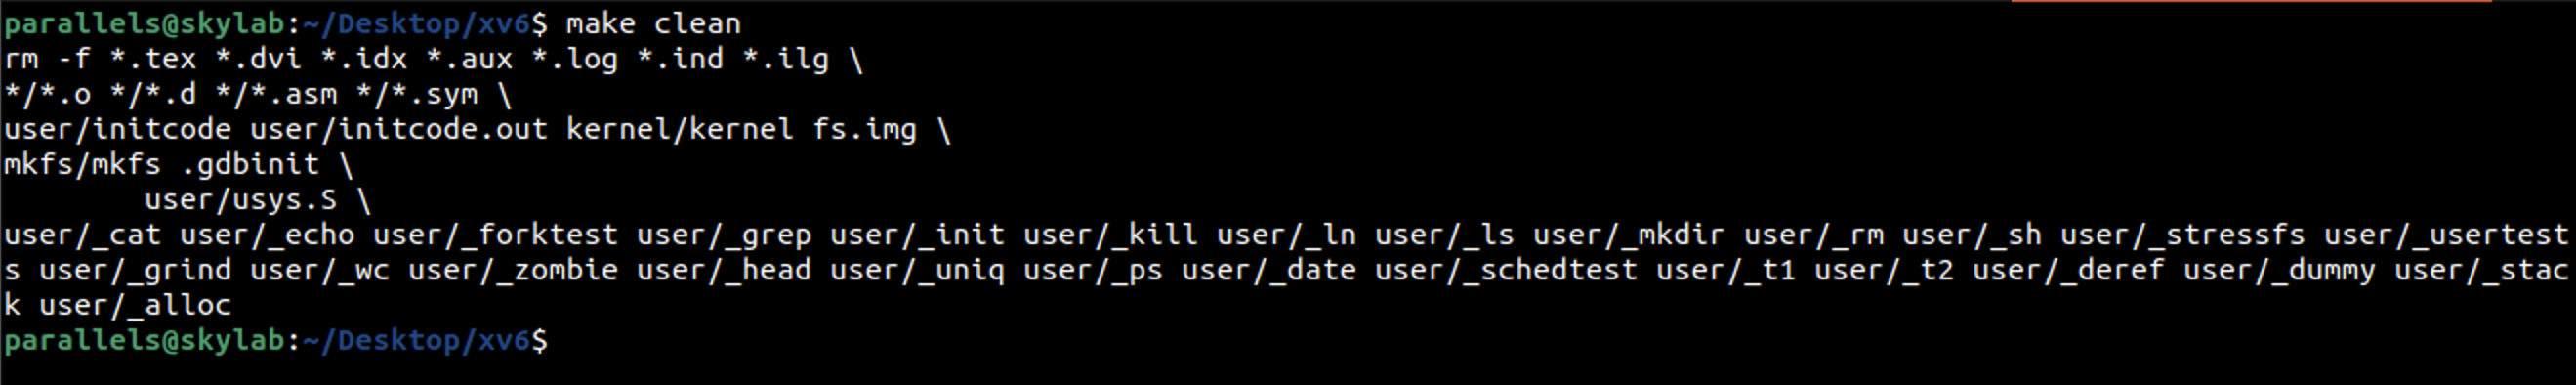 parallels@skylab:~/Desktop/xv6$ make clean
rm -f *.tex *.dvi *.idx *.aux *.log *.ind *.ilg \
*/*.o */*.d */*.asm */*.sym \
user/initcode user/initcode.out kernel/kernel fs.img \
mkfs/mkfs .gdbinit \
        user/usys.S \
user/_cat user/_echo user/_forktest user/_grep user/_init user/_kill user/_ln user/_ls user/_mkdir user/_rm user/_sh user/_stressfs user/_usertest
s user/_grind user/_wc user/_zombie user/_head user/_uniq user/_ps user/_date user/_schedtest user/_t1 user/_t2 user/_deref user/_dummy user/_stac
k user/_alloc
parallels@skylab:~/Desktop/xv6$